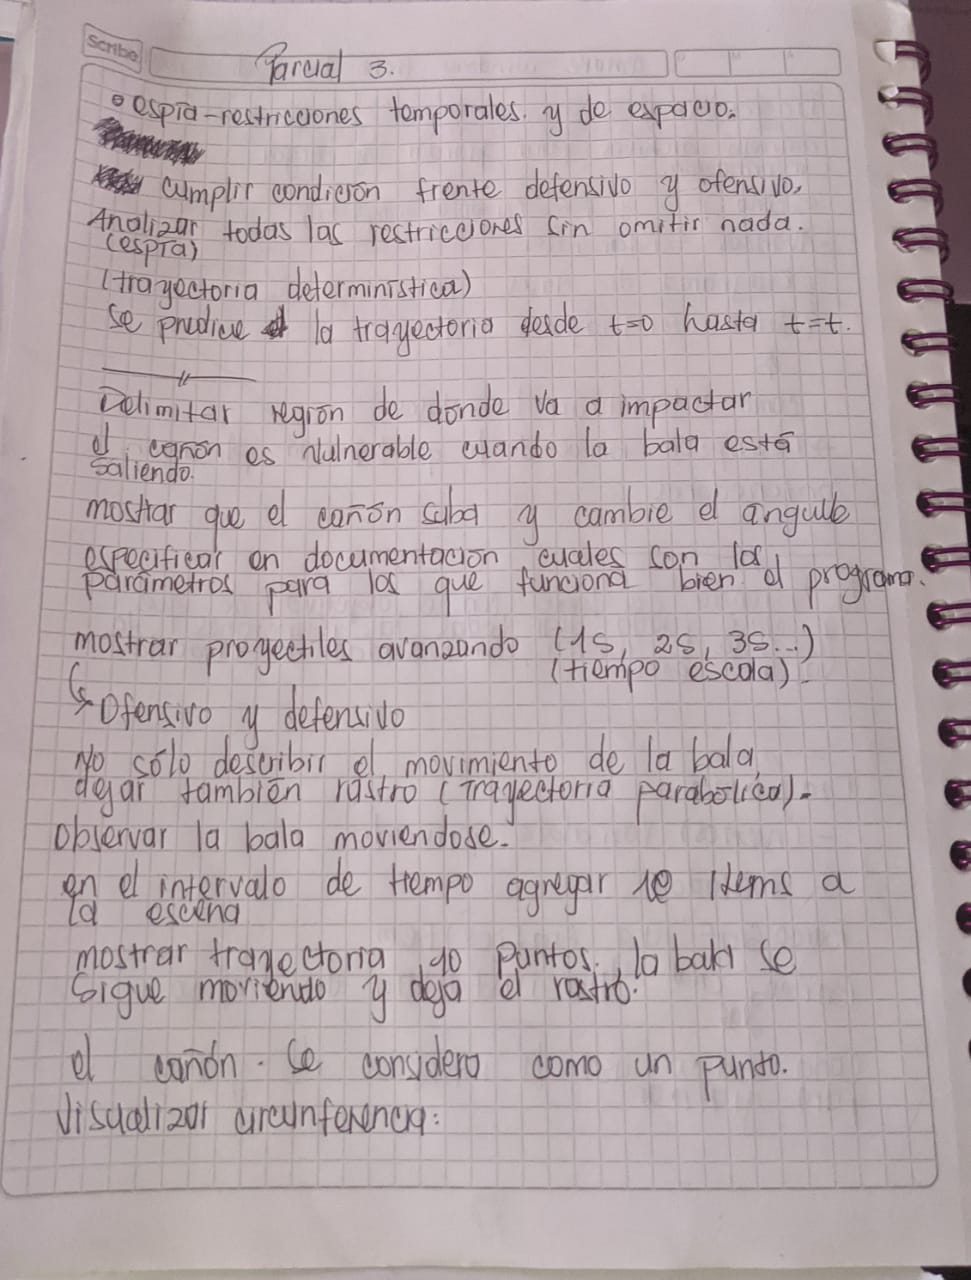 Scribe
Parcial 3.
espía-restricciones temporales. y de espacio.
cumplir condición frente defensivo y ofensivo.
Analizar todas las restricciones sin omitir nada.
(espía)
(trayectoria deterministica)
se predice la trayectoria desde t=0 hasta t=t.
Delimitar región de donde va a impactar
el cañón es vulnerable cuando la bala está
saliendo.
mostrar que el cañón suba y cambie el angulo
especificar en documentación cuales son los
parámetros para los que funciona bien el programa.
mostrar proyectiles avanzando (1s, 2s, 3s...)
(tiempo escala)
↳ Ofensivo y defensivo
No sólo describir el movimiento de la bala,
dejar también rastro (Trayectoria parabólica).
Observar la bala moviendose.
en el intervalo de tiempo agregar 10 items a
la escena
mostrar trayectoria 10 puntos, la bala se
sigue moviendo y deja el rastro.
el cañón se considera como un punto.
Visualizar circunferencia: